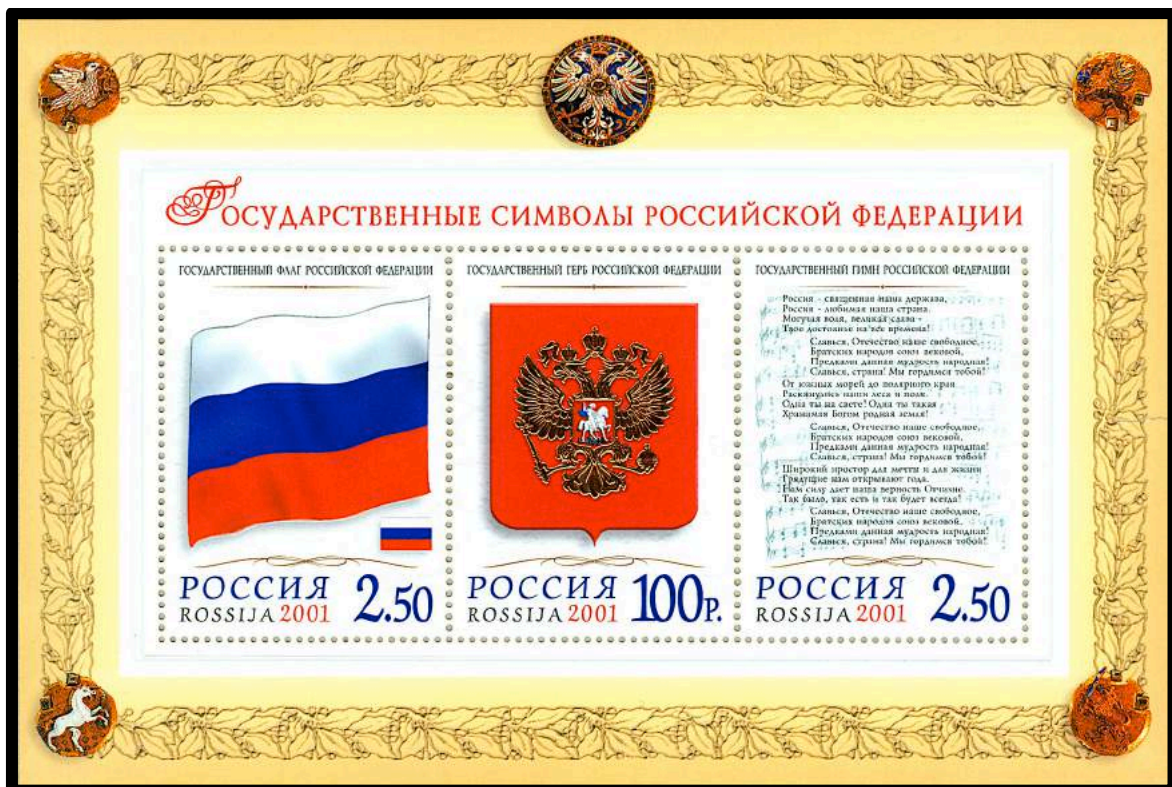 Государственные символы Российской Федерации
ГОСУДАРСТВЕННЫЙ ФЛАГ РОССИЙСКОЙ ФЕДЕРАЦИИ
РОССИЯ
ROSSIJA 2001
2.50
ГОСУДАРСТВЕННЫЙ ГЕРБ РОССИЙСКОЙ ФЕДЕРАЦИИ
РОССИЯ
ROSSIJA 2001
100Р.
ГОСУДАРСТВЕННЫЙ ГИМН РОССИЙСКОЙ ФЕДЕРАЦИИ
Россия - священная наша держава,
Россия - любимая наша страна.
Могучая воля, великая слава -
Твое достоянье на все времена!
Славься, Отечество наше свободное,
Братских народов союз вековой,
Предками данная мудрость народная!
Славься, страна! Мы гордимся тобой!
От южных морей до полярного края
Раскинулись наши леса и поля.
Одна ты на свете! Одна ты такая -
Хранимая Богом родная земля!
Славься, Отечество наше свободное,
Братских народов союз вековой,
Предками данная мудрость народная!
Славься, страна! Мы гордимся тобой!
Широкий простор для мечты и для жизни
Грядущие нам открывают года.
Нам силу дает наша верность Отчизне.
Так было, так есть и так будет всегда!
Славься, Отечество наше свободное,
Братских народов союз вековой,
Предками данная мудрость народная!
Славься, страна! Мы гордимся тобой!
РОССИЯ
ROSSIJA 2001
2.50